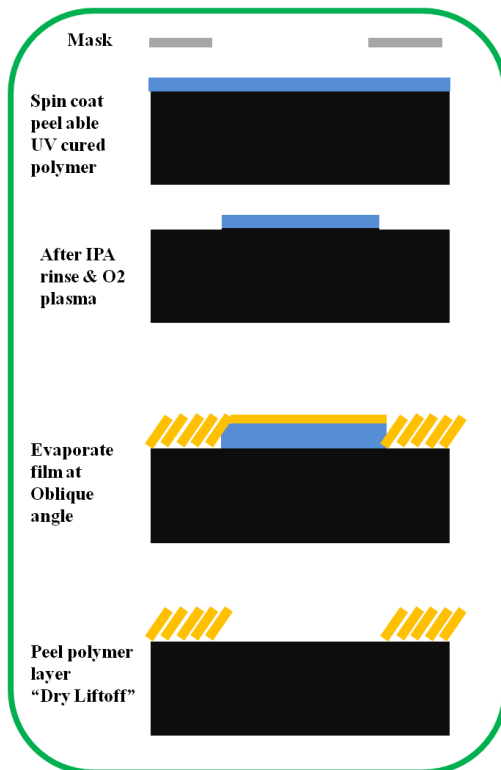 Mask
Spin coat
peel able
UV cured
polymer
After IPA
rinse & O2
plasma
Evaporate
film at
Oblique
angle
Peel polymer
layer
“Dry Liftoff”